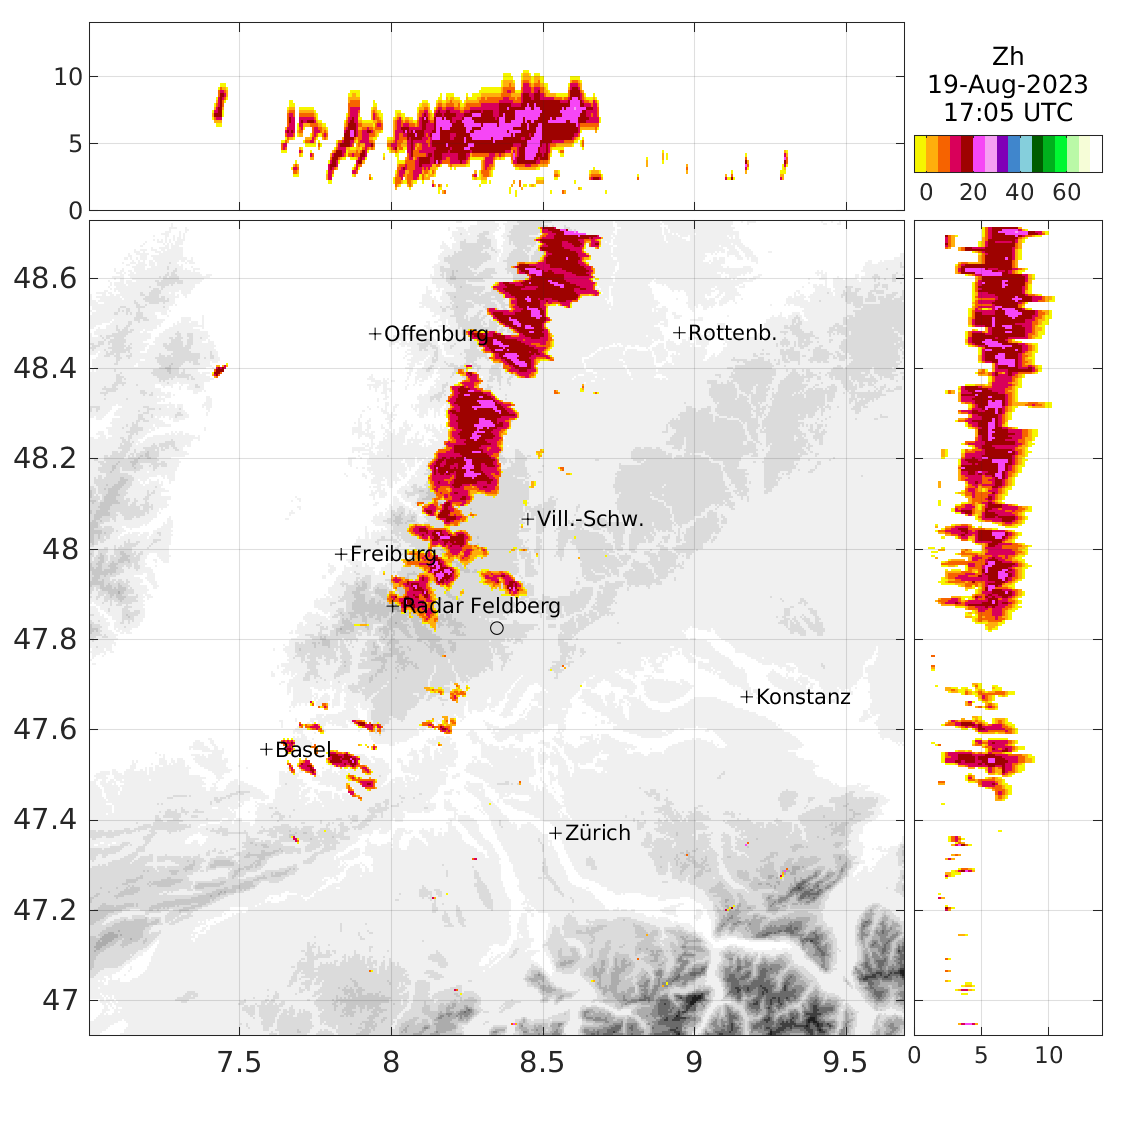 Zh
19-Aug-2023
17:05 UTC
0 20 40 60
10
5
0
48.6
48.4
48.2
48
47.8
47.6
47.4
47.2
47
+Offenburg
+Rottenb.
+Vill.-Schw.
+Freiburg
+Radar Feldberg
+Konstanz
+Basel
+Zürich
7.5 8 8.5 9 9.5
0 5 10